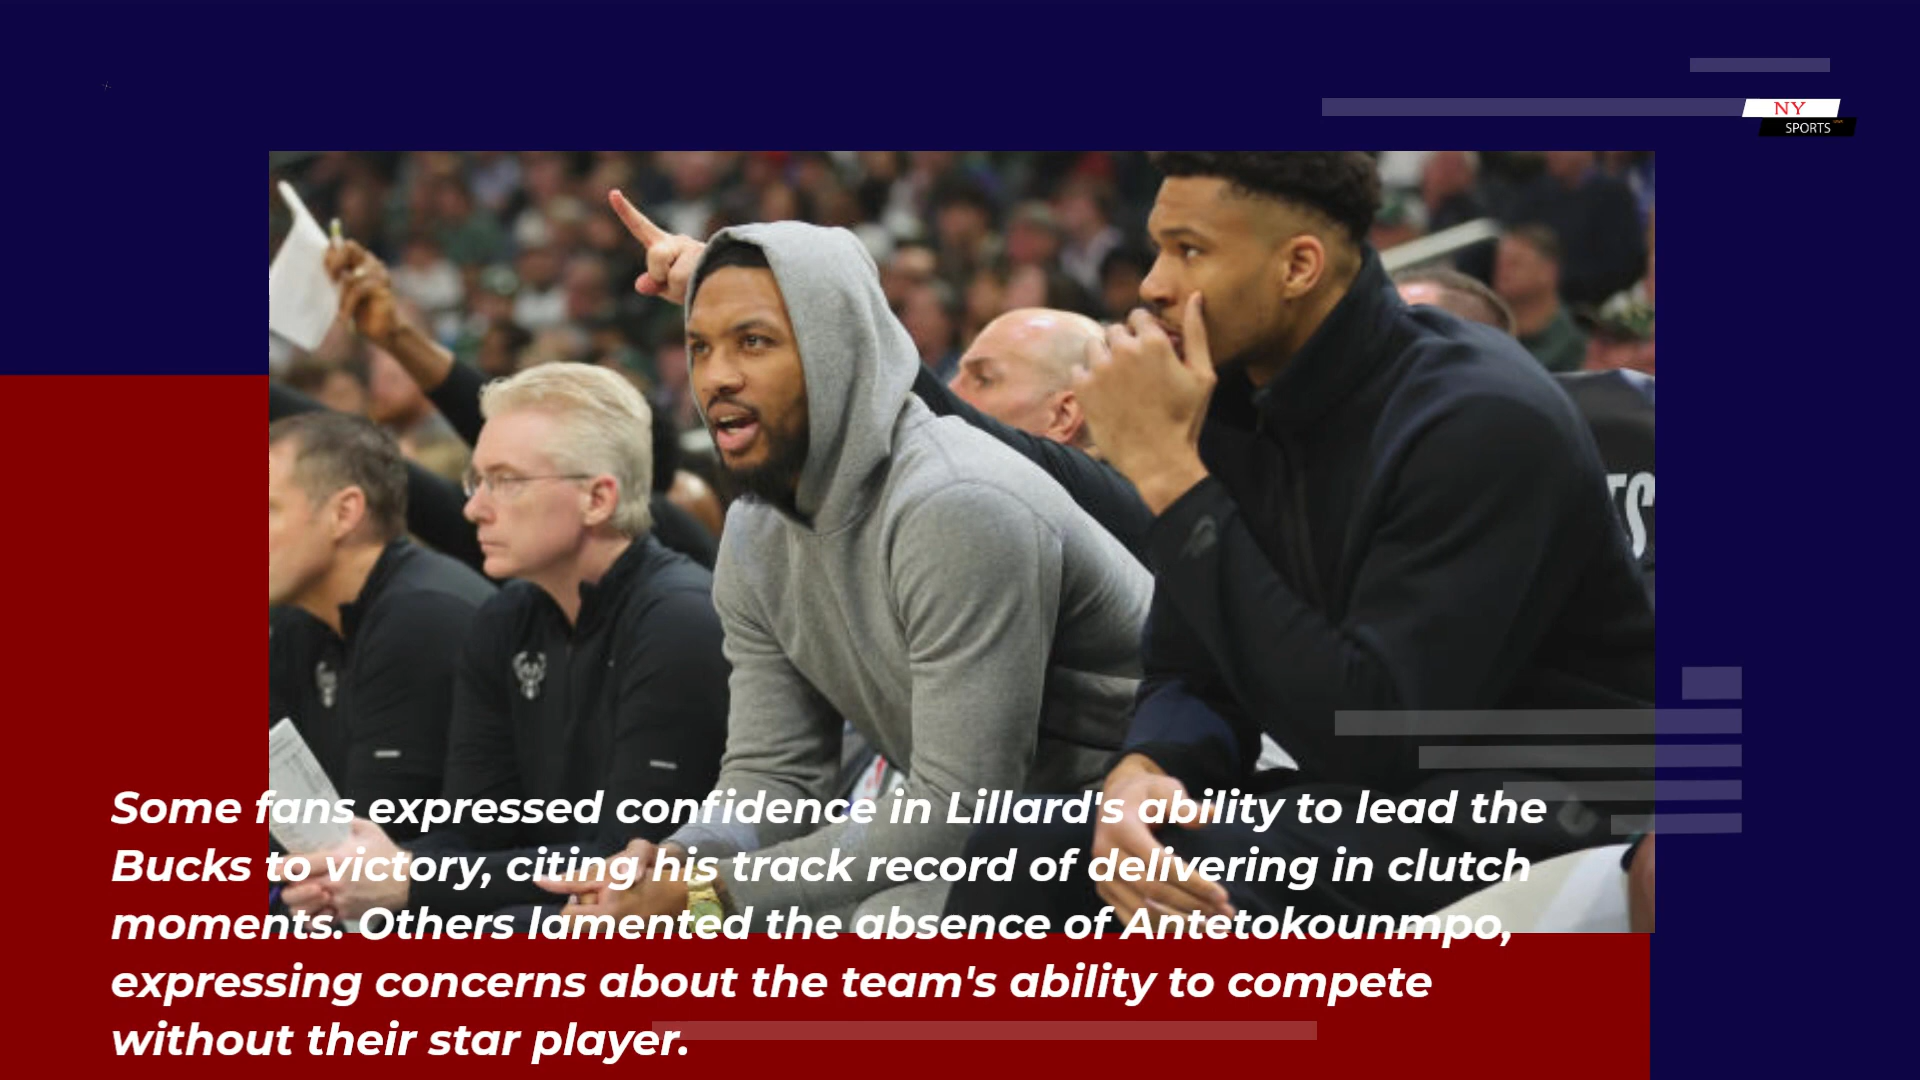 NY
SPORTS
Some fans expressed confidence in Lillard's ability to lead the
Bucks to victory, citing his track record of delivering in clutch
moments. Others lamented the absence of Antetokounmpo,
expressing concerns about the team's ability to compete
without their star player.